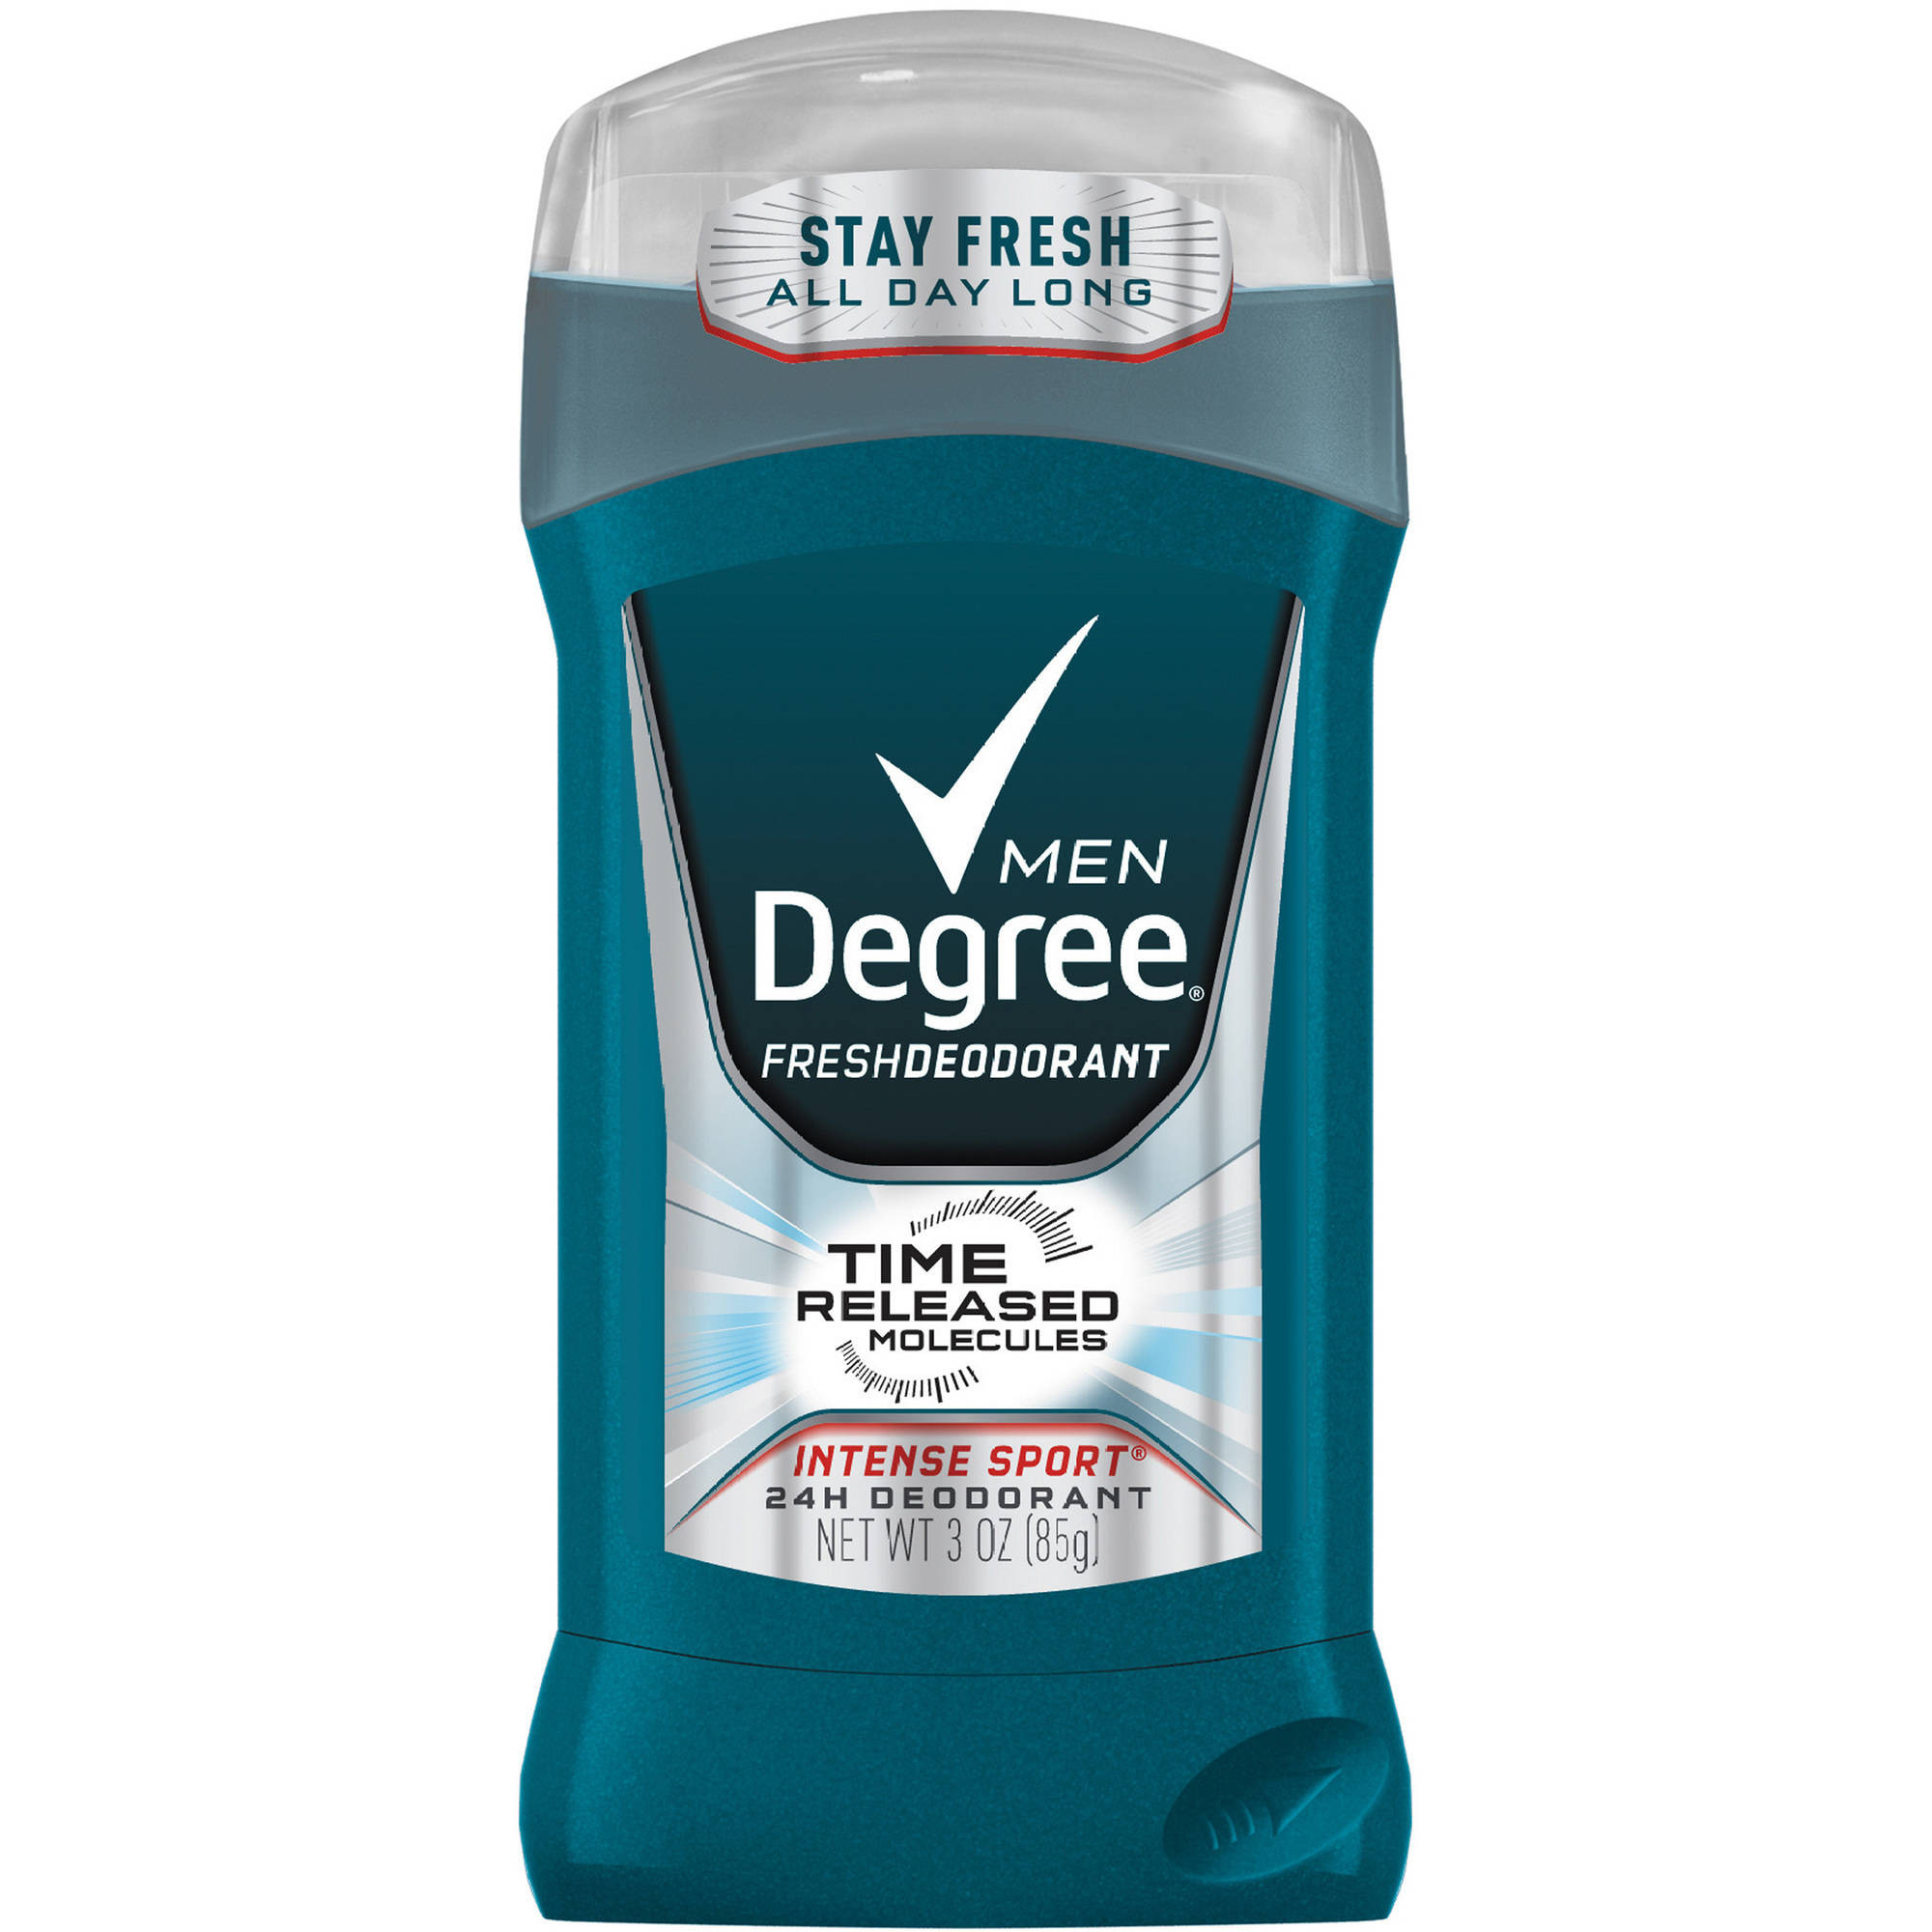 STAY FRESH
ALL DAY LONG
MEN
Degree®
FRESHDEODORANT
TIME
RELEASED
MOLECULES
INTENSE SPORT®
24H DEODORANT
NET WT 3 OZ (85g)